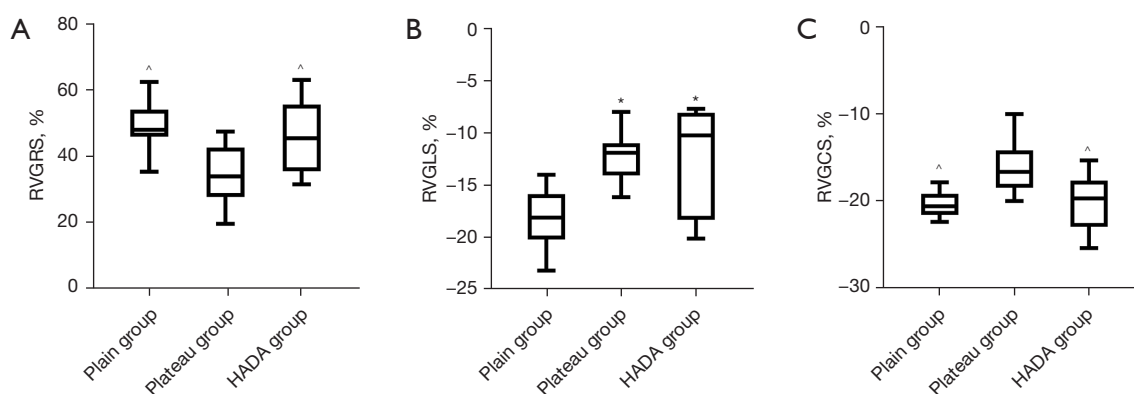 A
RVGRS, %
80
60
40
20
0
^
^
Plain group
Plateau group
HADA group
B
RVGLS, %
0
−5
−10
−15
−20
−25
*
*
Plain group
Plateau group
HADA group
C
RVGCS, %
0
−10
−20
−30
^
^
Plain group
Plateau group
HADA group